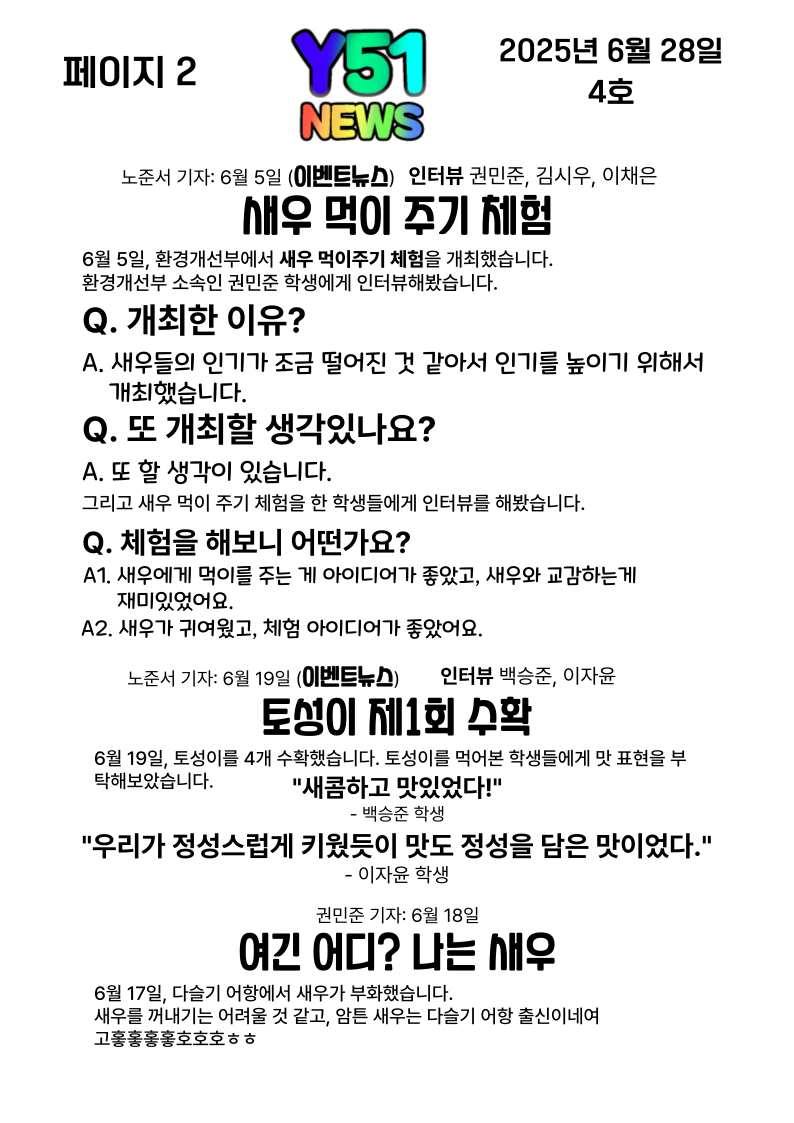 페이지 2
Y51
NEWS
2025년 6월 28일
4호
노준서 기자: 6월 5일 (이벤트뉴스) 인터뷰 권민준, 김시우, 이채은
새우 먹이 주기 체험
6월 5일, 환경개선부에서 새우 먹이주기 체험을 개최했습니다.
환경개선부 소속인 권민준 학생에게 인터뷰해봤습니다.
Q. 개최한 이유?
A. 새우들의 인기가 조금 떨어진 것 같아서 인기를 높이기 위해서
개최했습니다.
Q. 또 개최할 생각있나요?
A. 또 할 생각이 있습니다.
그리고 새우 먹이 주기 체험을 한 학생들에게 인터뷰를 해봤습니다.
Q. 체험을 해보니 어떤가요?
A1. 새우에게 먹이를 주는 게 아이디어가 좋았고, 새우와 교감하는게
재미있었어요.
A2. 새우가 귀여웠고, 체험 아이디어가 좋았어요.
노준서 기자: 6월 19일 (이벤트뉴스) 인터뷰 백승준, 이자윤
토성이 제1회 수확
6월 19일, 토성이를 4개 수확했습니다. 토성이를 먹어본 학생들에게 맛 표현을 부
탁해보았습니다.
"새콤하고 맛있었다!"
- 백승준 학생
"우리가 정성스럽게 키웠듯이 맛도 정성을 담은 맛이었다."
- 이자윤 학생
권민준 기자: 6월 18일
여긴 어디? 나는 새우
6월 17일, 다슬기 어항에서 새우가 부화했습니다.
새우를 꺼내기는 어려울 것 같고, 암튼 새우는 다슬기 어항 출신이네여
고홓홓홓홓호호호ㅎㅎ